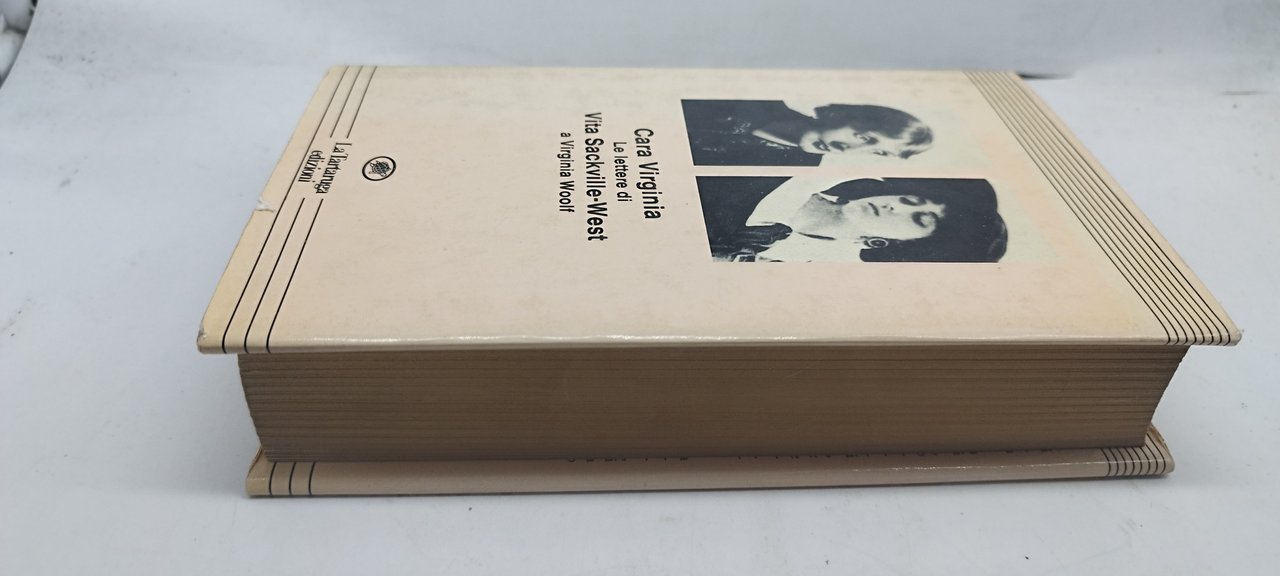 Cara Virginia
Le lettere di
Vita Sackville-West
a Virginia Woolf
La Tartaruga
edizioni